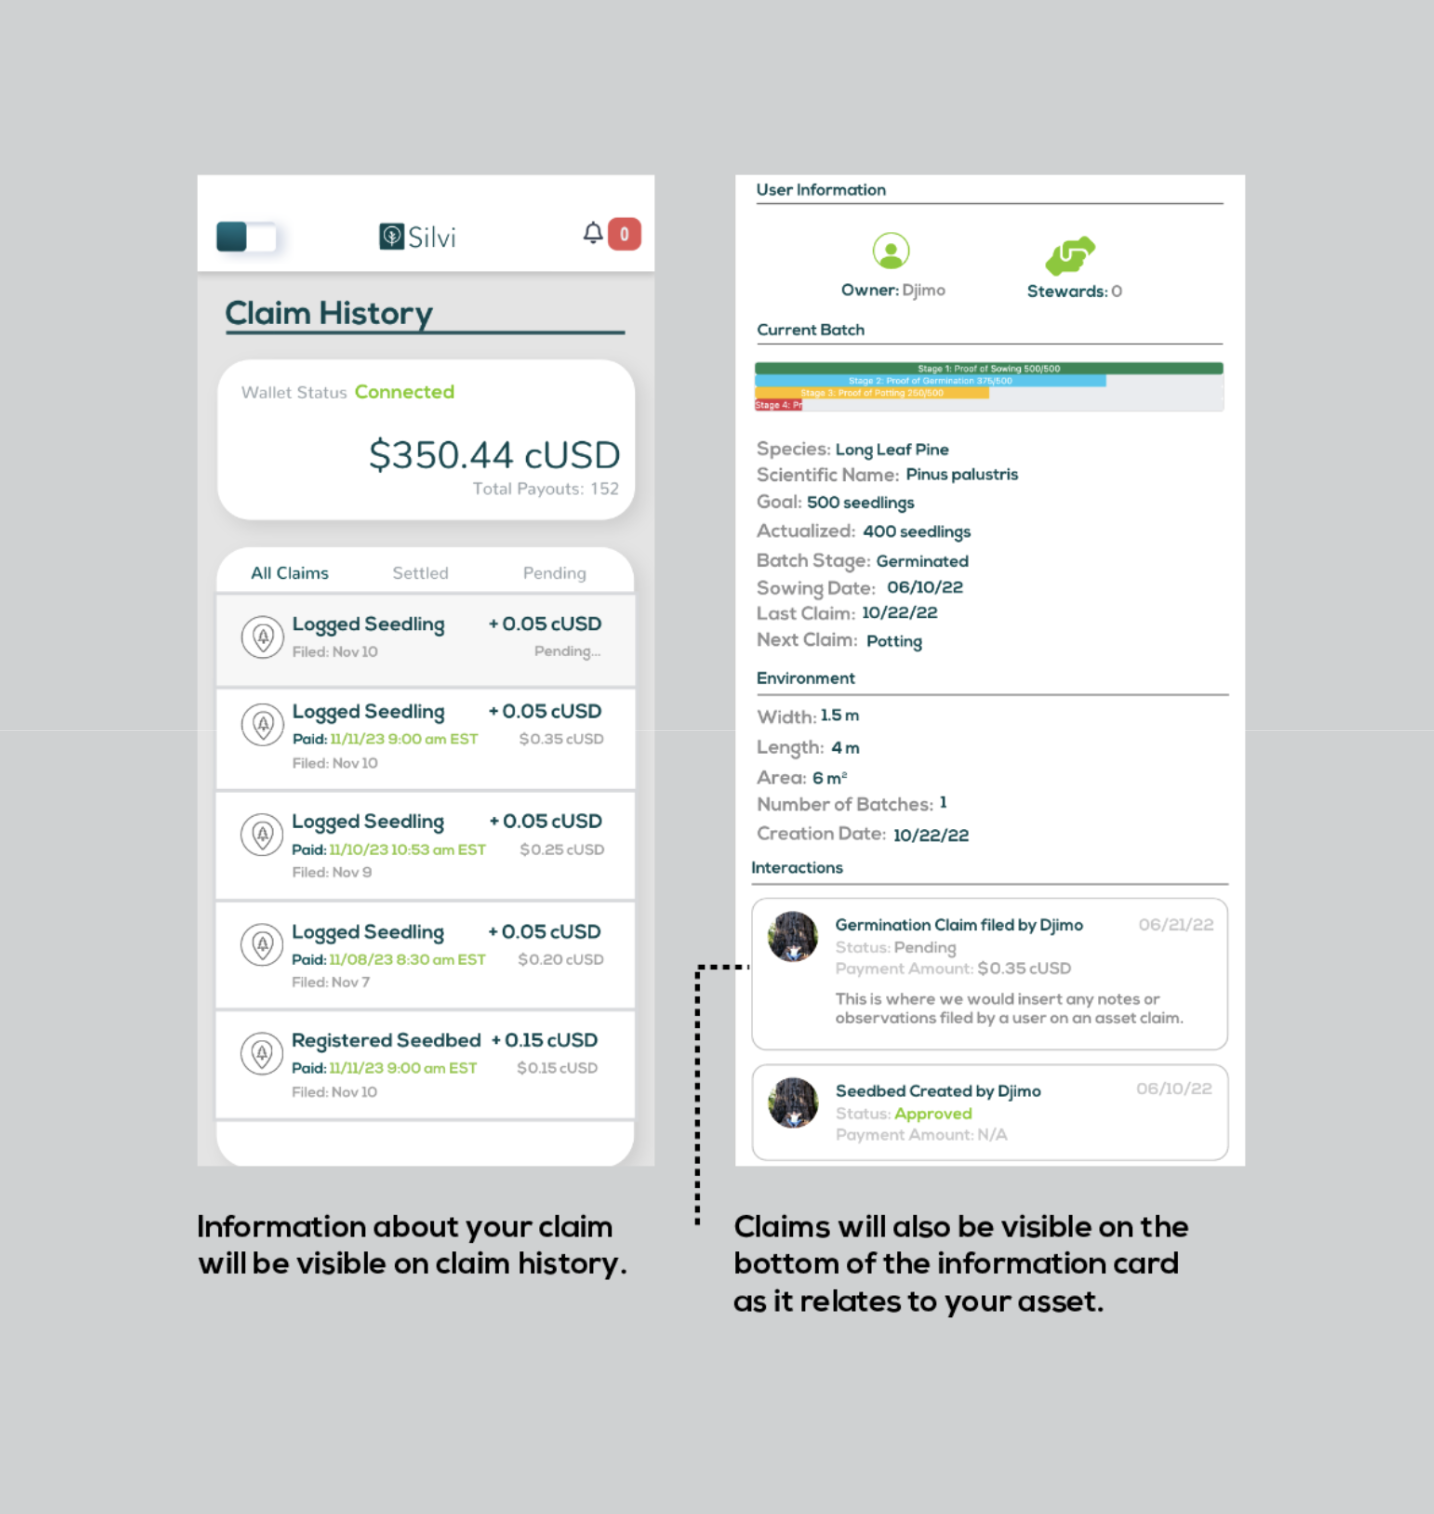 Silvi
0
Claim History
Wallet Status Connected
$350.44 cUSD
Total Payouts: 152
All Claims Settled Pending
Logged Seedling + 0.05 cUSD
Filed: Nov 10 Pending...
Logged Seedling + 0.05 cUSD
Paid: 11/11/23 9:00 am EST $0.35 cUSD
Filed: Nov 10
Logged Seedling + 0.05 cUSD
Paid: 11/10/23 10:53 am EST $0.25 cUSD
Filed: Nov 9
Logged Seedling + 0.05 cUSD
Paid: 11/08/23 8:30 am EST $0.20 cUSD
Filed: Nov 7
Registered Seedbed + 0.15 cUSD
Paid: 11/11/23 9:00 am EST $0.15 cUSD
Filed: Nov 10
Information about your claim
will be visible on claim history.
User Information
Owner: Djimo Stewards: 0
Current Batch
Stage 1: Proof of Sowing 500/500
Stage 2: Proof of Germination 375/500
Stage 3: Proof of Potting 250/500
Stage 4: Pr
Species: Long Leaf Pine
Scientific Name: Pinus palustris
Goal: 500 seedlings
Actualized: 400 seedlings
Batch Stage: Germinated
Sowing Date: 06/10/22
Last Claim: 10/22/22
Next Claim: Potting
Environment
Width: 1.5 m
Length: 4 m
Area: 6 m²
Number of Batches: 1
Creation Date: 10/22/22
Interactions
Germination Claim filed by Djimo 06/21/22
Status: Pending
Payment Amount: $0.35 cUSD
This is where we would insert any notes or
observations filed by a user on an asset claim.
Seedbed Created by Djimo 06/10/22
Status: Approved
Payment Amount: N/A
Claims will also be visible on the
bottom of the information card
as it relates to your asset.